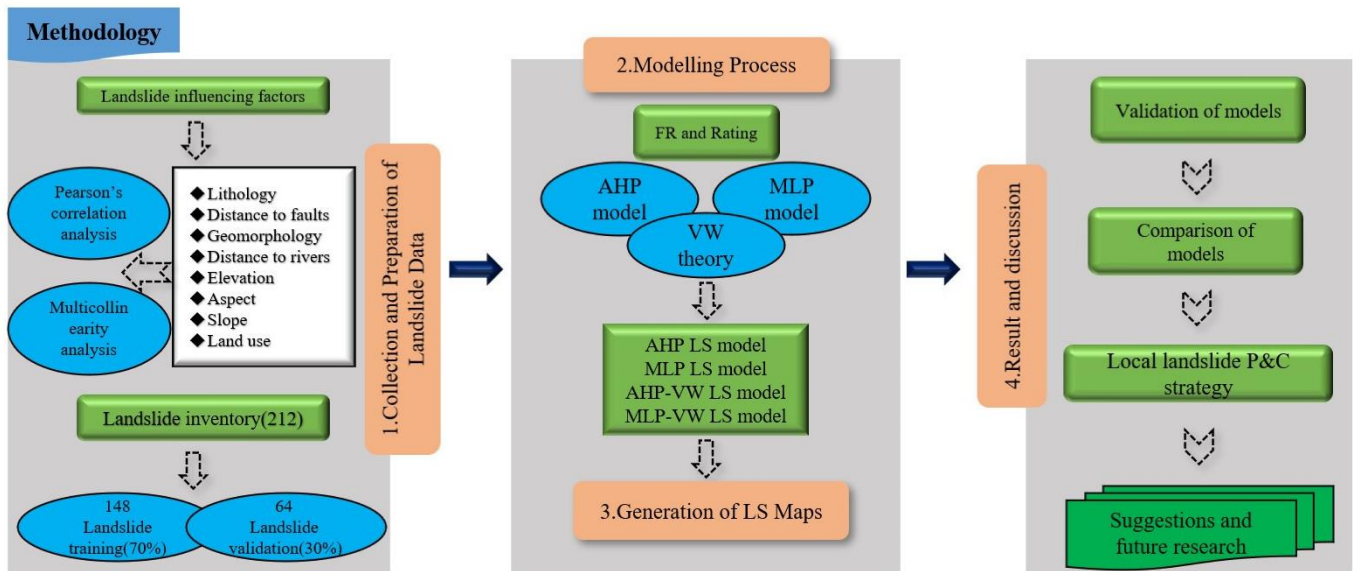 Methodology
Landslide influencing factors
Pearson's
correlation
analysis
Multicollin
earity
analysis
◆Lithology
◆Distance to faults
◆Geomorphology
◆Distance to rivers
◆Elevation
◆Aspect
◆Slope
◆Land use
Landslide inventory(212)
148
Landslide
training(70%)
64
Landslide
validation(30%)
1.Collection and Preparation of
Landslide Data
2.Modelling Process
FR and Rating
AHP
model
MLP
model
VW
theory
AHP LS model
MLP LS model
AHP-VW LS model
MLP-VW LS model
3.Generation of LS Maps
4.Result and discussion
Validation of models
Comparison of
models
Local landslide P&C
strategy
Suggestions and
future research